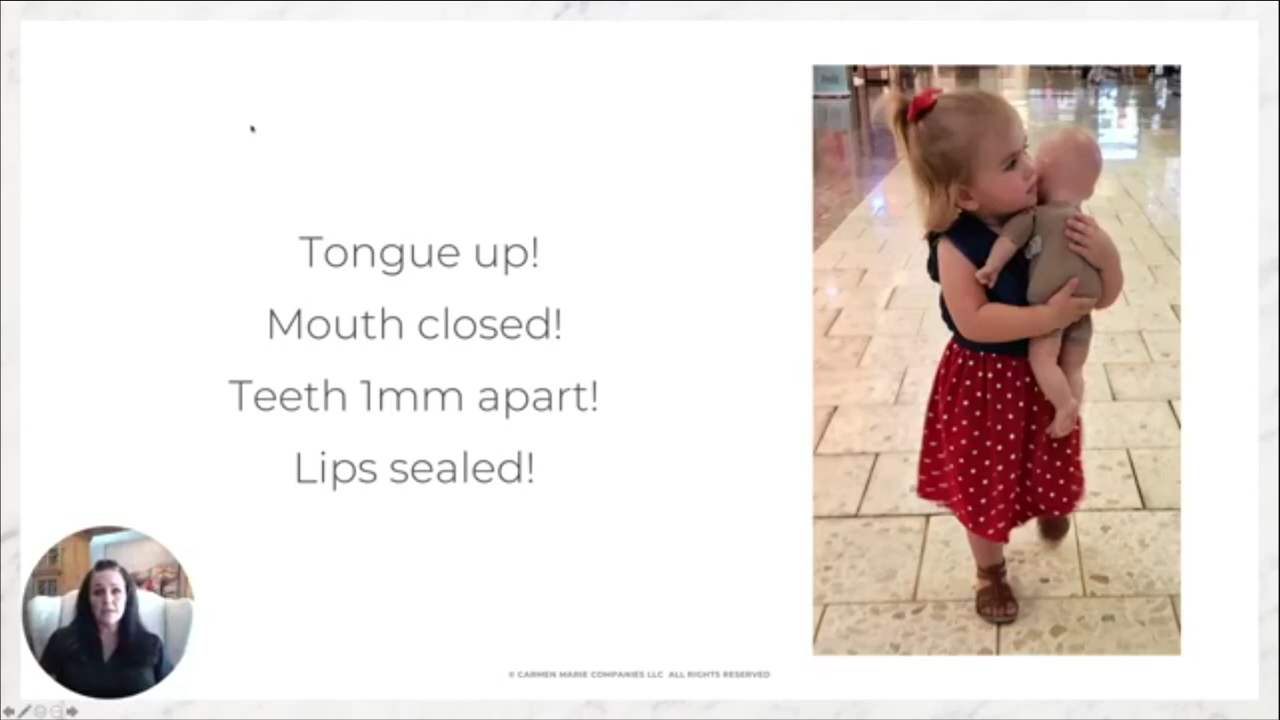 Tongue up!
Mouth closed!
Teeth 1mm apart!
Lips sealed!
© CARMEN MARIE COMPANIES LLC ALL RIGHTS RESERVED